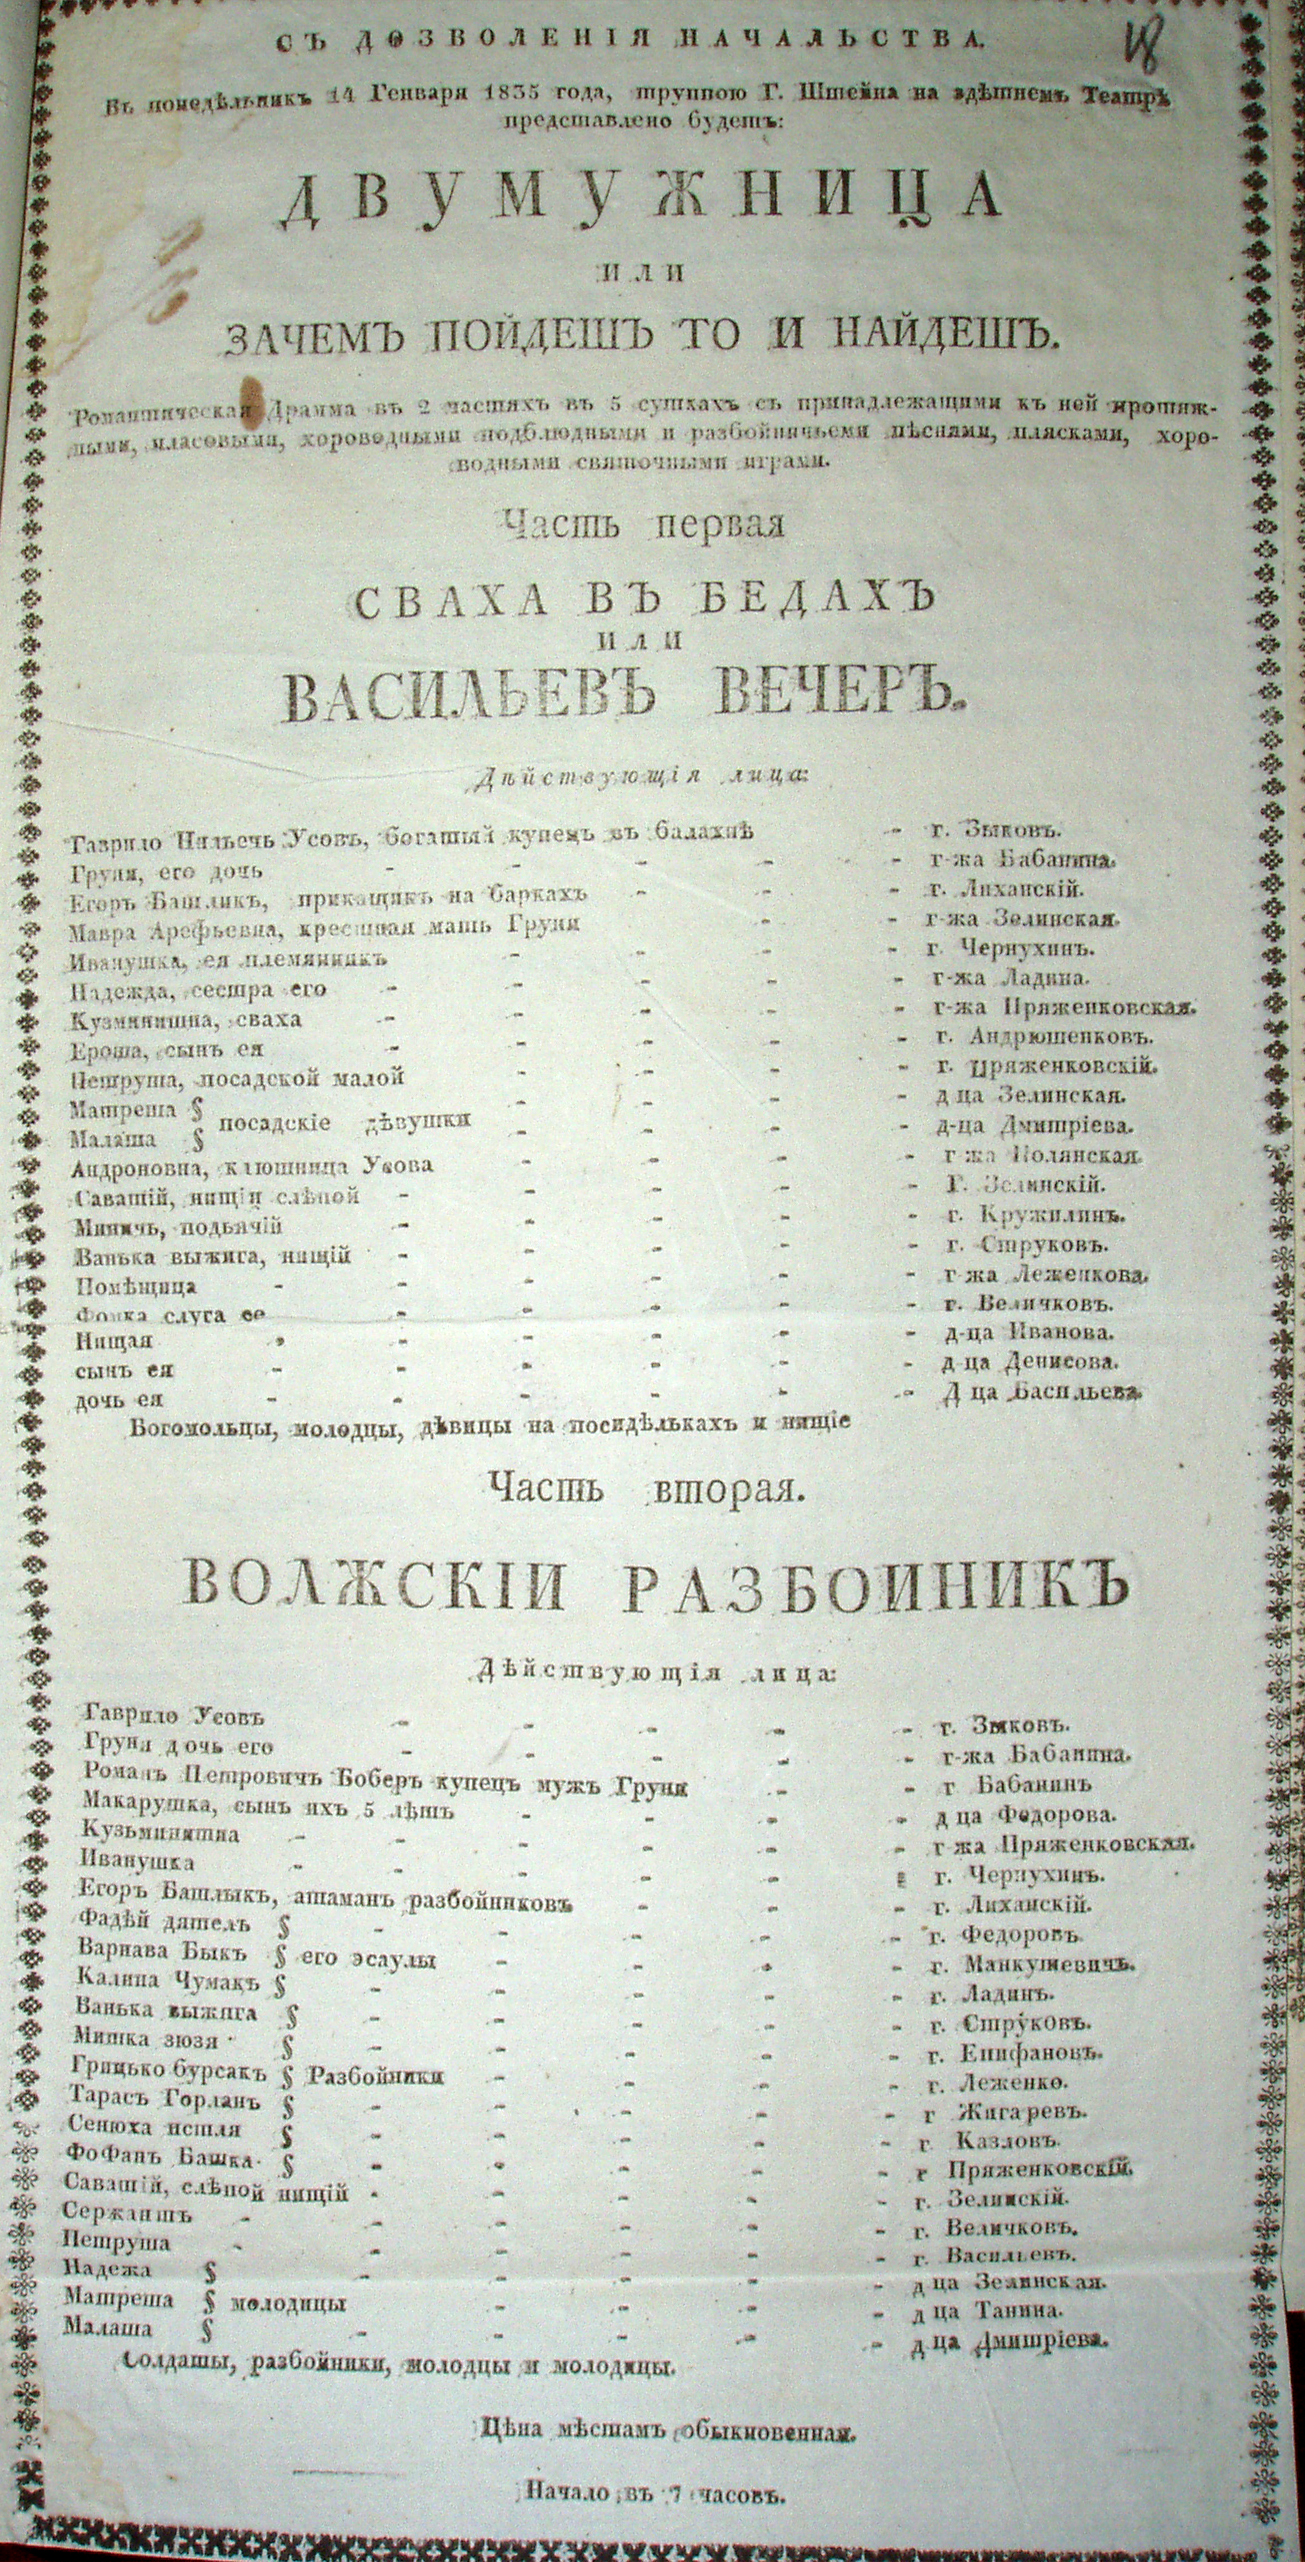 СЪ ДОЗВОЛЕНІЯ НАЧАЛЬСТВА.
18
Въ понедѣльникъ 14 Генваря 1835 года, труппою Г. Штейна на здѣшнемъ Театрѣ
представлено будетъ:
ДВУМУЖНИЦА
ИЛИ
ЗАЧЕМЪ ПОЙДЕШЪ ТО И НАЙДЕШЪ.
Романтическая Драмма въ 2 частяхъ въ 5 суткахъ съ принадлежащими къ ней протяж-
ными, плясовыми, хороводными подблюдными и разбойничьеми пѣснями, плясками, хоро-
водными святочными играми.
Часть первая
СВАХА ВЪ БЕДАХЪ
ИЛИ
ВАСИЛЬЕВЪ ВЕЧЕРЪ.
Дѣйствующія лица:
Гаврило Ильечь Усовъ, богатый купецъ въ балахнѣ - г. Зыковъ.
Груня, его дочь - - - - - г-жа Бабанина.
Егоръ Башликъ, прикащикъ на баркахъ - - - г. Лиханскій.
Мавра Арефьевна, крестная мать Груни - - г-жа Зелинская.
Иванушка, ея племянникъ - - - - г. Чернухинъ.
Надежда, сестра его - - - - - г-жа Ладина.
Кузминишна, сваха - - - - - г-жа Пряженковская.
Ероша, сынъ ея - - - - - г. Андрюшенковъ.
Петруша, посадской малой - - - - г. Пряженковскій.
Матреша § посадскіе дѣвушки - - - - д ца Зелинская.
Малаша § - - - - д-ца Дмитріева.
Андроновна, ключница Усова - - - - г жа Полянская.
Саватій, нищій слѣпой - - - - - Г. Зелинскій.
Миничь, подьячій - - - - - г. Кружилинъ.
Ванька выжига, нищій - - - - - г. Струковъ.
Помѣщица - - - - - - г жа Леженкова.
Фомка слуга ее - - - - - г. Величковъ.
Нищая - - - - - - д-ца Иванова.
сынъ ея - - - - - - д ца Денисова.
дочь ея - - - - - - Д ца Васильева.
Богомольцы, молодцы, дѣвицы на посидѣлькахъ и нищіе
Часть вторая.
ВОЛЖСКІИ РАЗБОИНИКЪ
Дѣйствующія лица:
Гаврило Усовъ - - - - - г. Зыковъ.
Груня дочь его - - - - - г-жа Бабанина.
Романъ Петровичъ Боберъ купецъ мужъ Груни - - г Бабанинъ
Макарушка, сынъ ихъ 5 лѣтъ - - - - д ца Федорова.
Кузьминишна - - - - - - г жа Пряженковская.
Иванушка - - - - - - г. Чернухинъ.
Егоръ Башлыкъ, атаманъ разбойниковъ - - - г. Лиханскій.
Фадѣй дятелъ § - - - - - г. Федоровъ
Варнава Быкъ § его эсаулы - - - - г. Манкушевичъ.
Калина Чумакъ § - - - - - г. Ладинъ.
Ванька выжига § - - - - - г. Струковъ.
Мишка зюзя § - - - - - г. Епифановъ.
Грицько бурсакъ § Разбойники - - - - г. Леженко.
Тарасъ Горланъ § - - - - - г Жигаревъ.
Сенюха петля § - - - - - г Казловъ.
ФоФанъ Башка § - - - - - г Пряженковскій.
Саватій, слѣпой нищій - - - - - г. Зелинскій.
Сержантъ - - - - - - г. Величковъ.
Петруша - - - - - - г. Васильевъ.
Надежа § - - - - - д ца Зелинская.
Матреша § молодицы - - - - д ца Танина.
Малаша § - - - - - д ца Дмитріева.
Солдаты, разбойники, молодцы и молодицы.
Цѣна мѣстамъ обыкновенная.
Начало въ 7 часовъ.